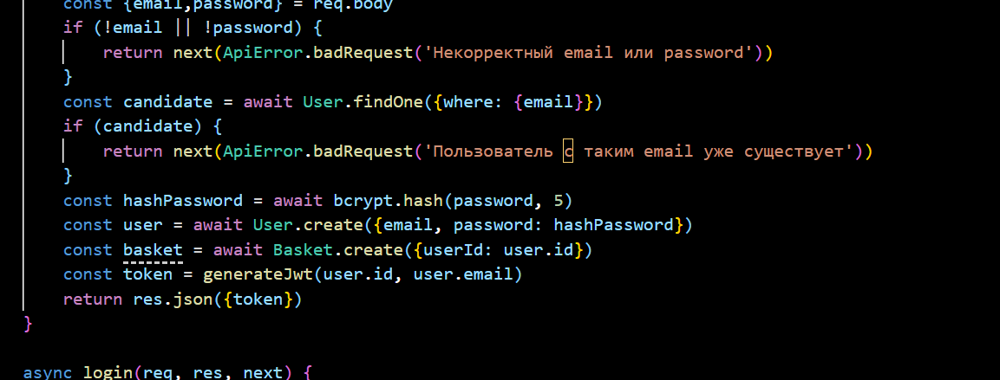 const {email,password} = req.body
if (!email || !password) {
return next(ApiError.badRequest('Некорректный email или password'))
}
const candidate = await User.findOne({where: {email}})
if (candidate) {
return next(ApiError.badRequest('Пользователь с таким email уже существует'))
}
const hashPassword = await bcrypt.hash(password, 5)
const user = await User.create({email, password: hashPassword})
const basket = await Basket.create({userId: user.id})
const token = generateJwt(user.id, user.email)
return res.json({token})
}
async login(req, res, next) {